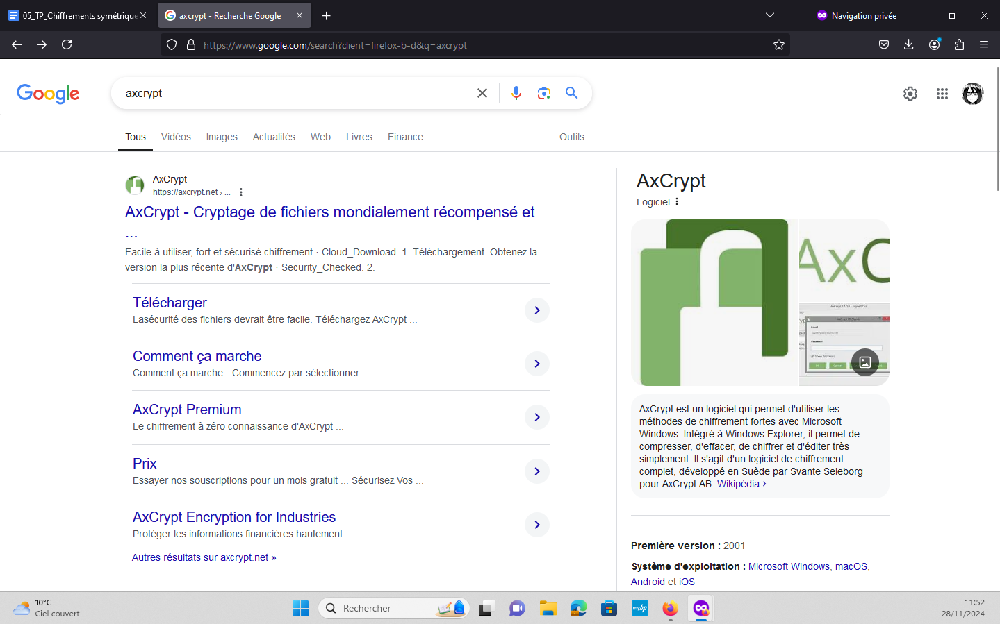 05_TP_Chiffrements symétrique
axcrypt - Recherche Google
Navigation privée
https://www.google.com/search?client=firefox-b-d&q=axcrypt
Google
axcrypt
Tous
Vidéos
Images
Actualités
Web
Livres
Finance
Outils
AxCrypt
https://axcrypt.net › ...
AxCrypt - Cryptage de fichiers mondialement récompensé et
...
Facile à utiliser, fort et sécurisé chiffrement · Cloud_Download. 1. Téléchargement. Obtenez la
version la plus récente d'AxCrypt · Security_Checked. 2.
Télécharger
Lasécurité des fichiers devrait être facile. Téléchargez AxCrypt ...
Comment ça marche
Comment ça marche · Commencez par sélectionner ...
AxCrypt Premium
Le chiffrement à zéro connaissance d'AxCrypt ...
Prix
Essayer nos souscriptions pour un mois gratuit ... Sécurisez Vos ...
AxCrypt Encryption for Industries
Protéger les informations financières hautement ...
Autres résultats sur axcrypt.net »
AxCrypt
Logiciel
AxC
Email
Password
Show Password
OK
Cancel
AxCrypt est un logiciel qui permet d'utiliser les
méthodes de chiffrement fortes avec Microsoft
Windows. Intégré à Windows Explorer, il permet de
compresser, d'effacer, de chiffrer et d'éditer très
simplement. Il s'agit d'un logiciel de chiffrement
complet, développé en Suède par Svante Seleborg
pour AxCrypt AB. Wikipédia ›
Première version : 2001
Système d'exploitation : Microsoft Windows, macOS,
Android et iOS
10°C
Ciel couvert
Rechercher
myhp
11:52
28/11/2024